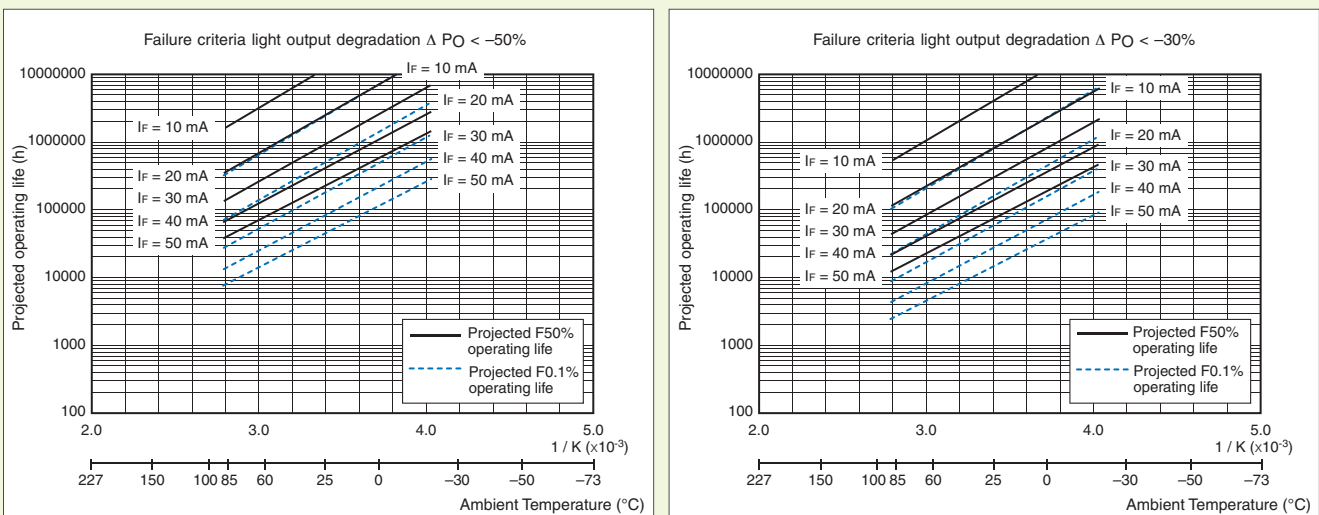 Failure criteria light output degradation Δ PO < –50%
10000000
1000000
100000
10000
1000
100
Projected operating life (h)
IF = 10 mA
IF = 20 mA
IF = 30 mA
IF = 40 mA
IF = 50 mA
IF = 10 mA
IF = 20 mA
IF = 30 mA
IF = 40 mA
IF = 50 mA
Projected F50% operating life
Projected F0.1% operating life
2.0 3.0 4.0 5.0
1 / K (x10-3)
227 150 100 85 60 25 0 –30 –50 –73
Ambient Temperature (°C)
Failure criteria light output degradation Δ PO < –30%
10000000
1000000
100000
10000
1000
100
Projected operating life (h)
IF = 10 mA
IF = 20 mA
IF = 30 mA
IF = 40 mA
IF = 50 mA
IF = 10 mA
IF = 20 mA
IF = 30 mA
IF = 40 mA
IF = 50 mA
Projected F50% operating life
Projected F0.1% operating life
2.0 3.0 4.0 5.0
1 / K (x10-3)
227 150 100 85 60 25 0 –30 –50 –73
Ambient Temperature (°C)